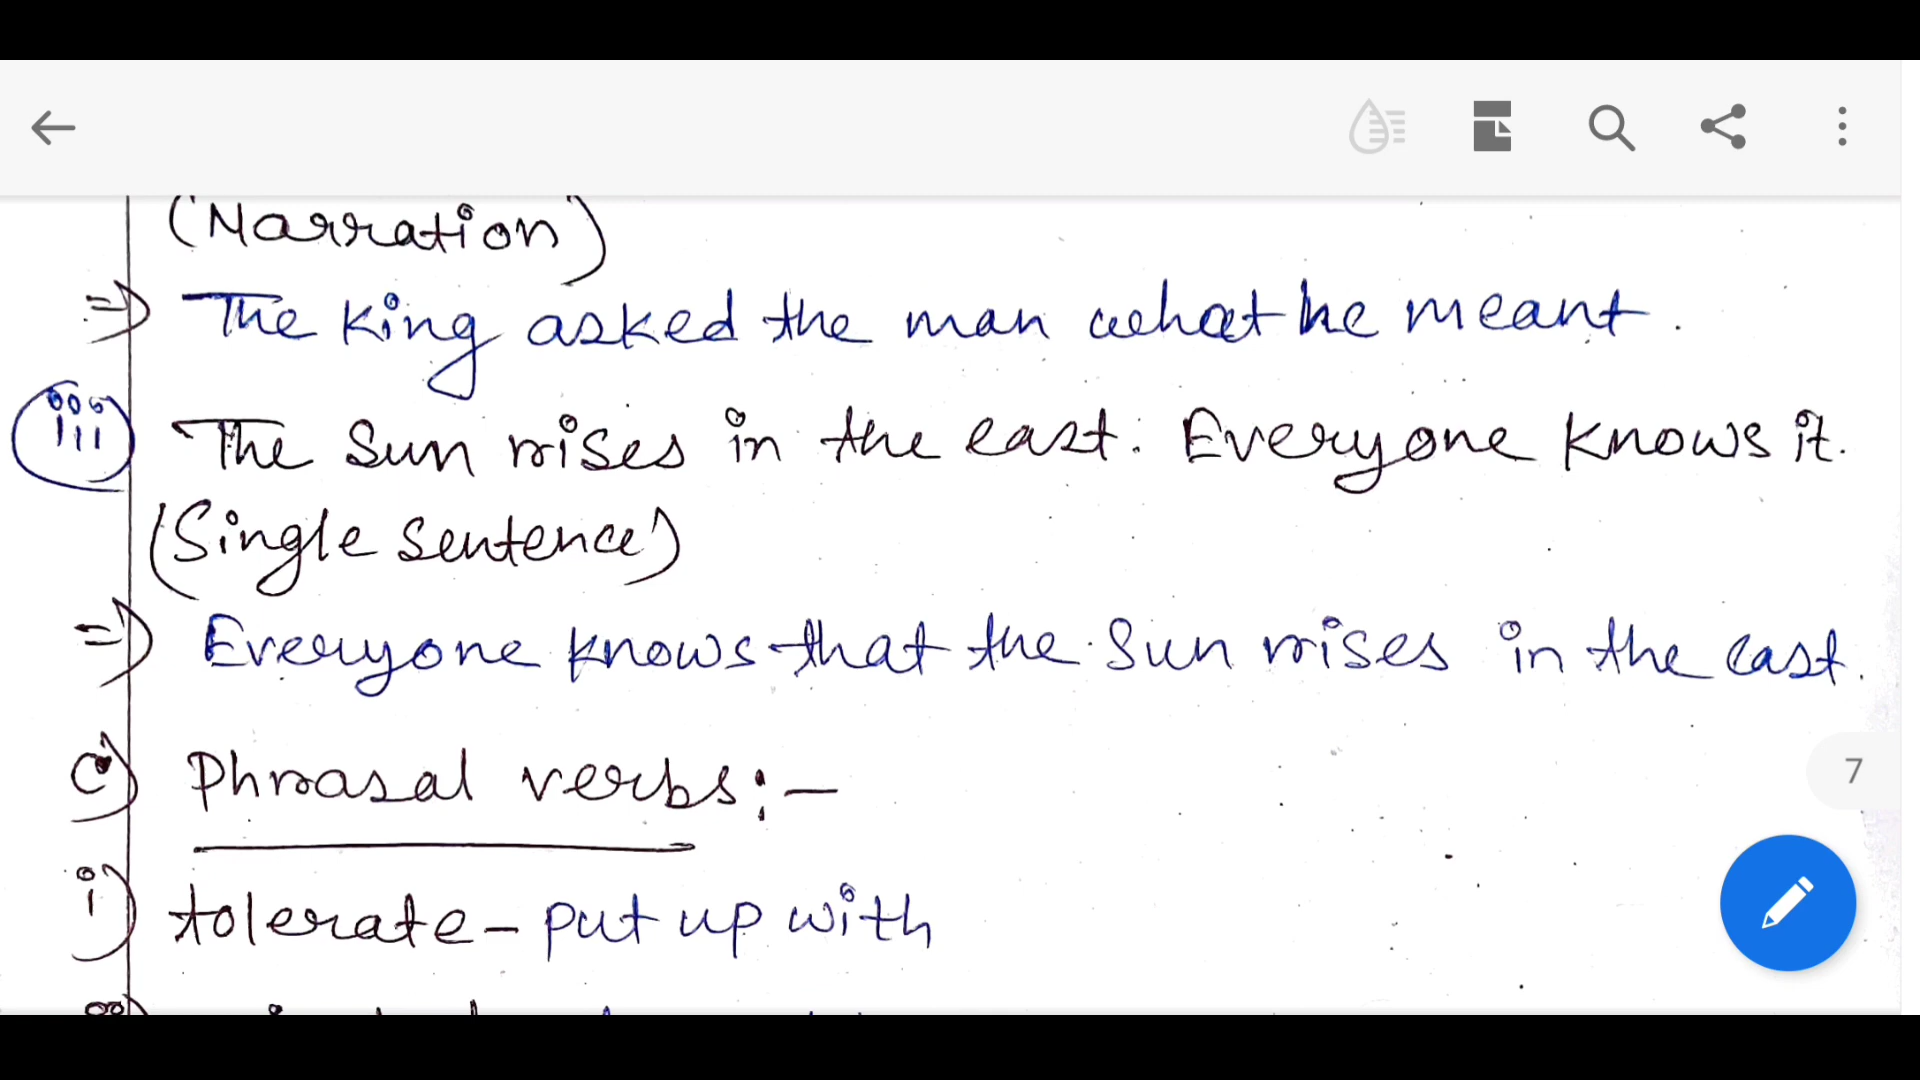 (Narration)
=> The King asked the man what he meant.
iii The Sun rises in the east. Everyone knows it.
(Single sentence)
=> Everyone knows that the Sun rises in the east.
c) Phrasal verbs:-
7
i) tolerate - put up with